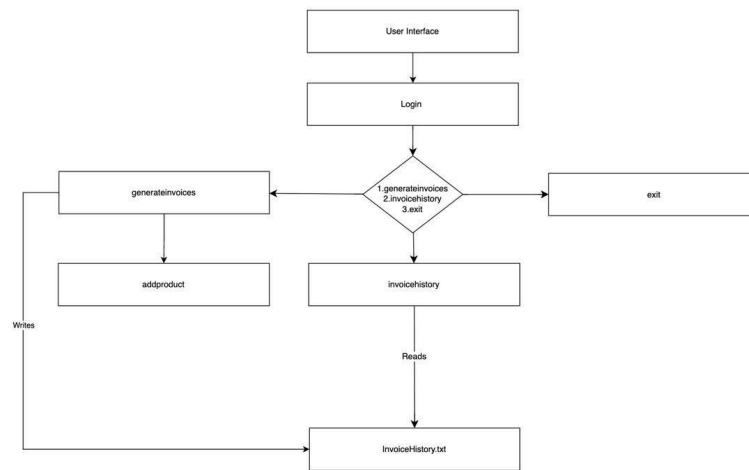 User Interface
Login
1.generateinvoices
2.invoicehistory
3.exit
generateinvoices
exit
addproduct
invoicehistory
Writes
Reads
InvoiceHistory.txt